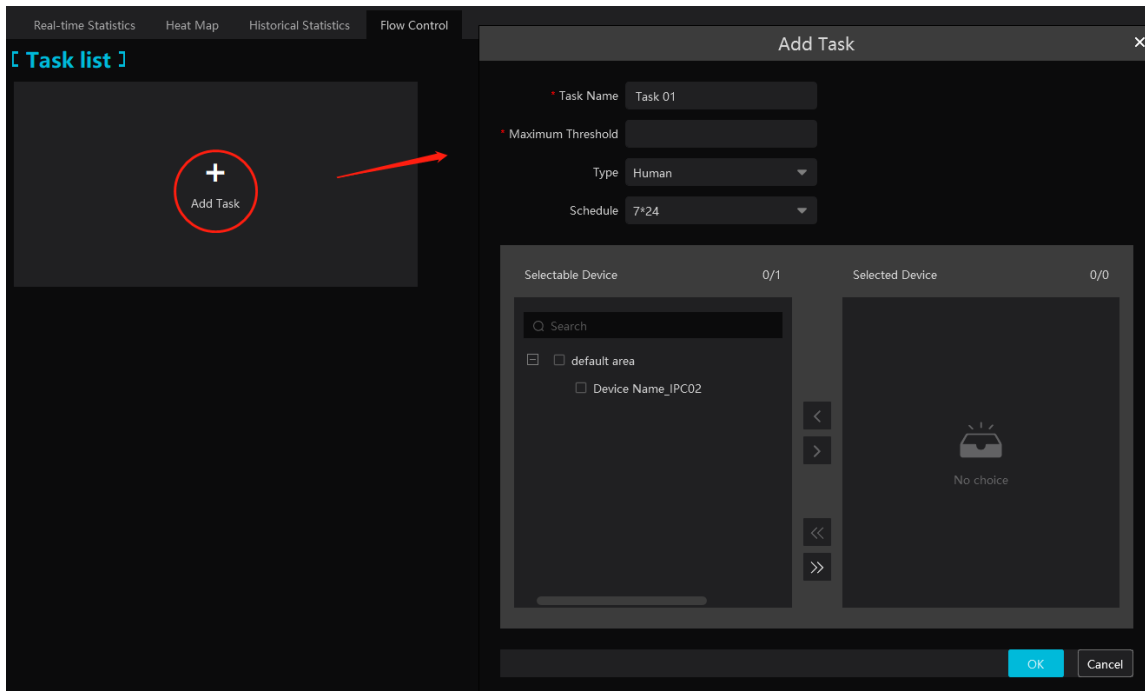 Real-time Statistics Heat Map Historical Statistics Flow Control
[ Task list ]
+
Add Task
Add Task
* Task Name Task 01
* Maximum Threshold
Type Human
Schedule 7*24
Selectable Device 0/1
Search
default area
Device Name_IPC02
Selected Device 0/0
No choice
OK Cancel